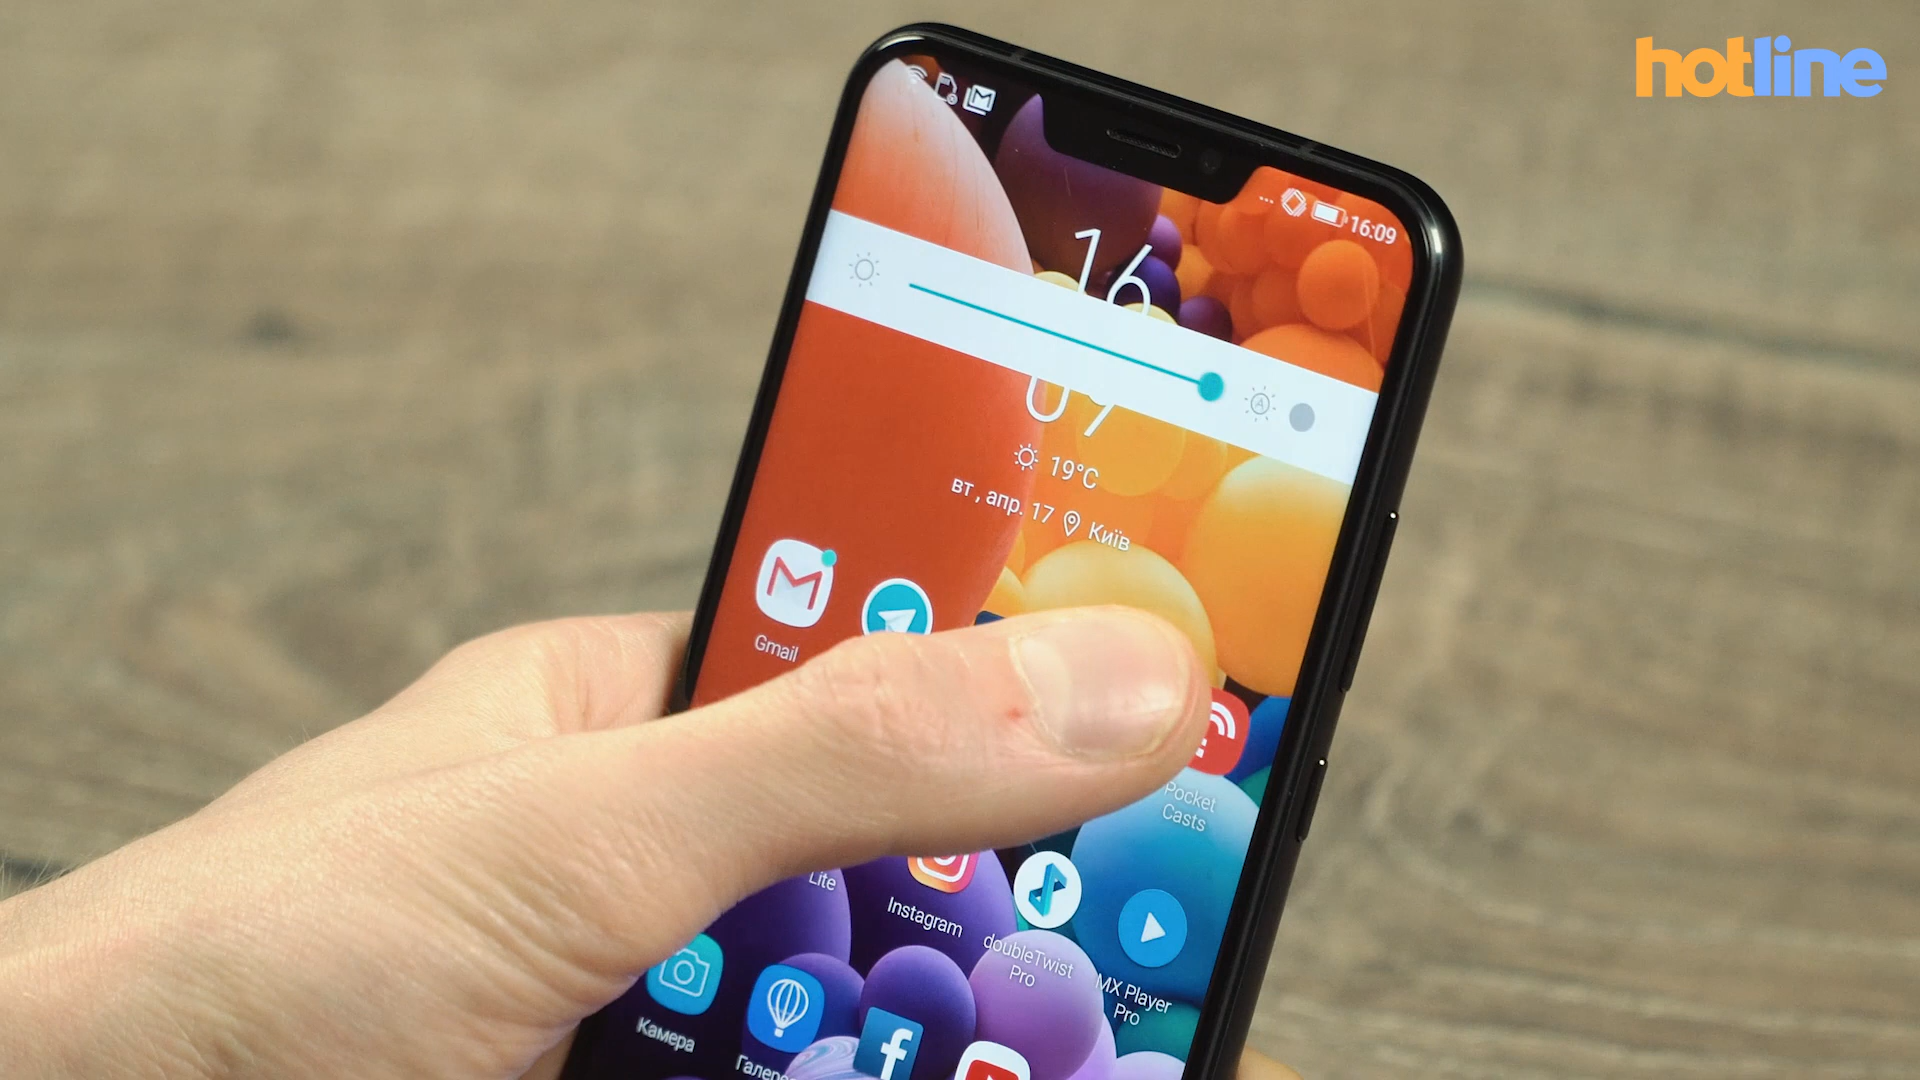 hotline
16:09
16
09
19°C
вт, апр. 17 Київ
Gmail
Pocket
Casts
Lite
Instagram
doubleTwist
Pro
MX Player
Pro
Камера